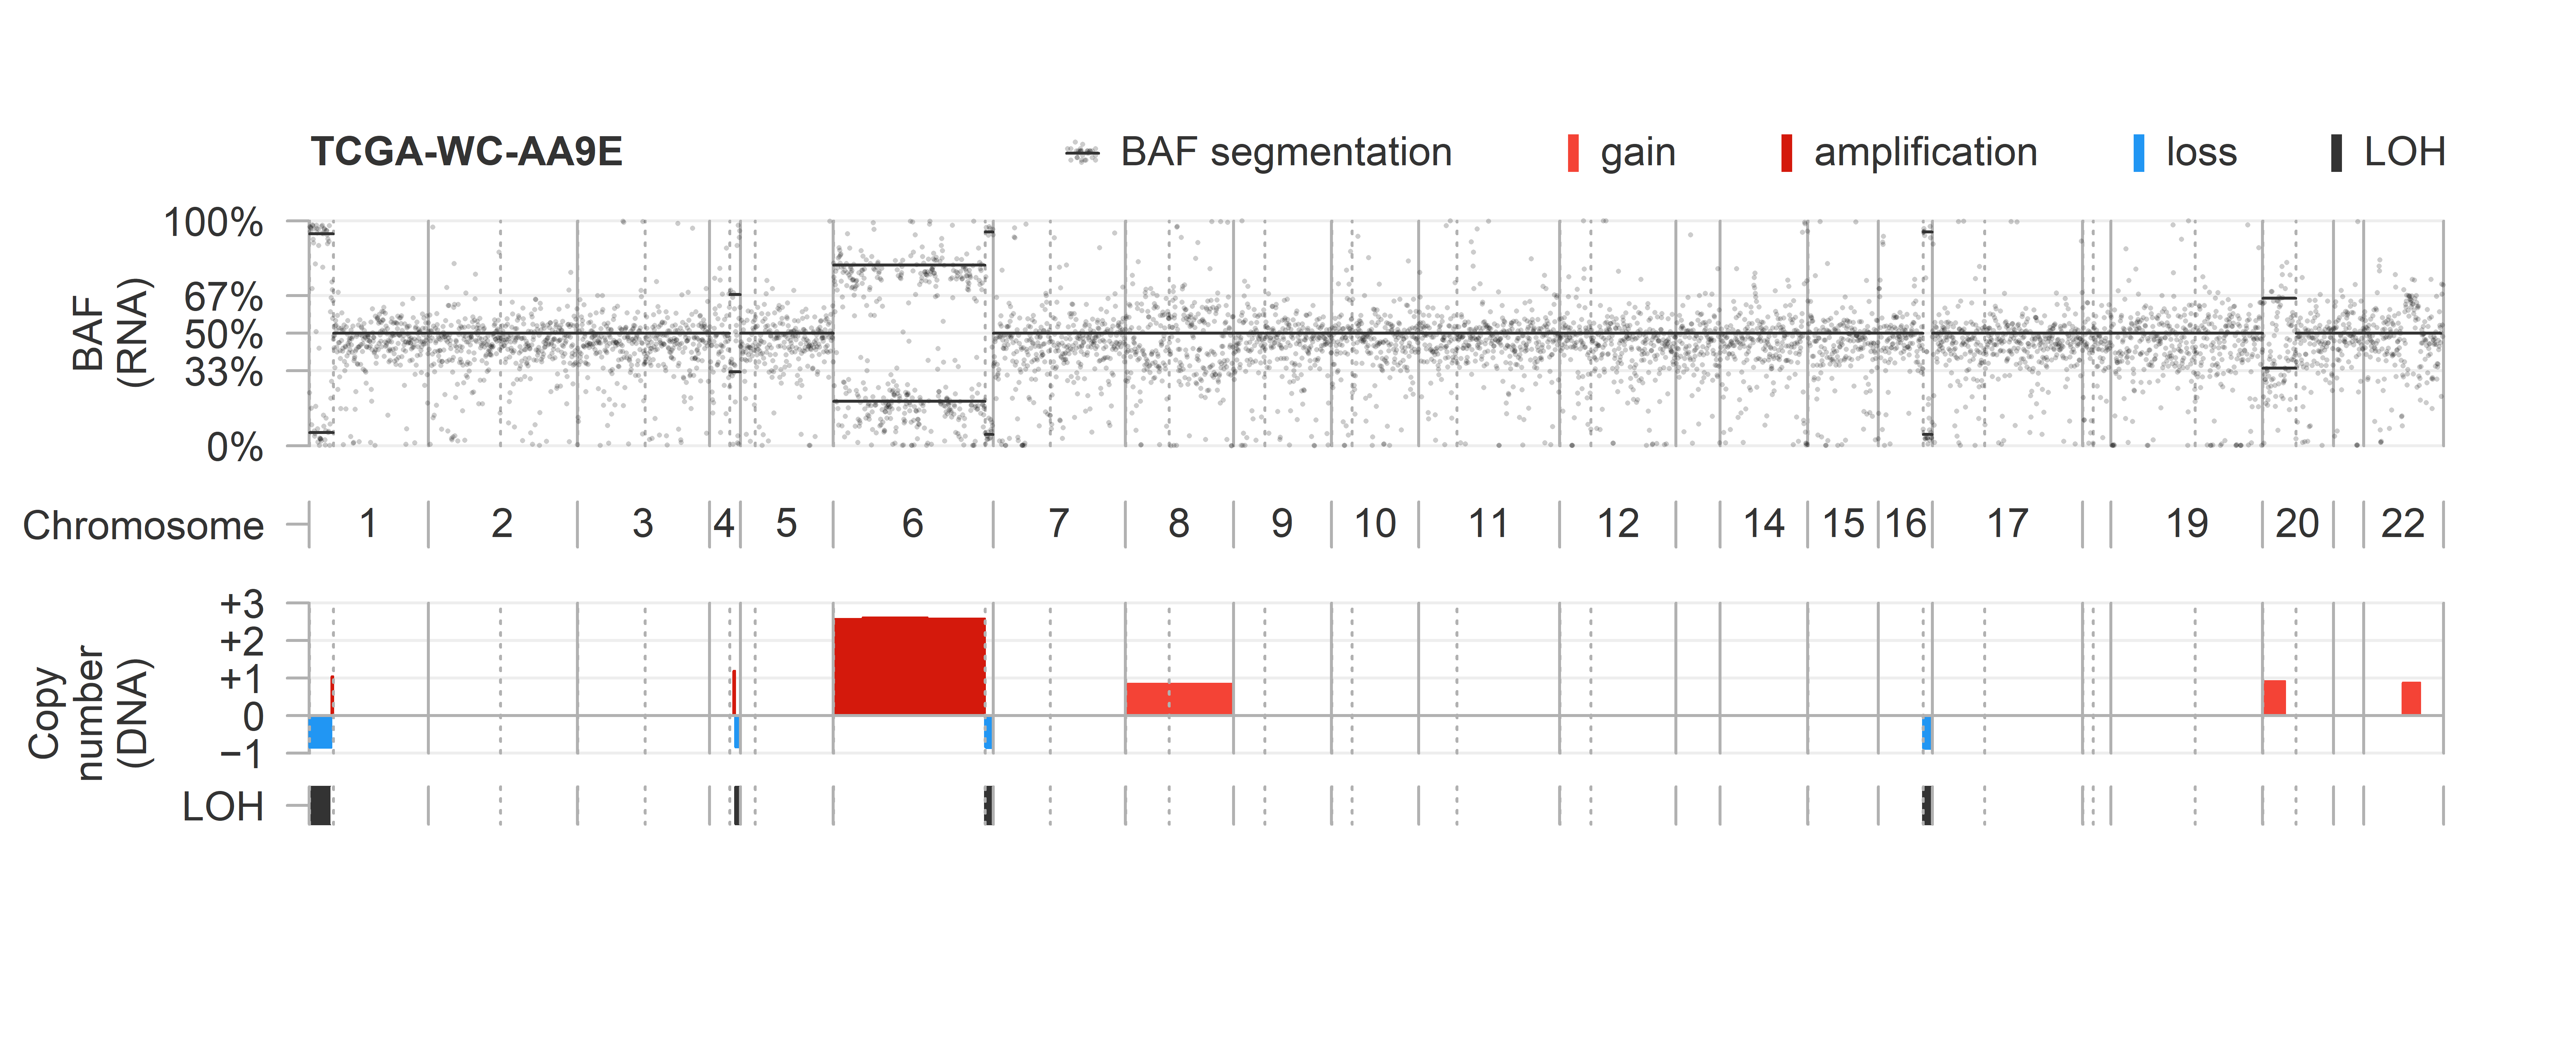 TCGA-WC-AA9E
BAF segmentation
gain
amplification
loss
LOH
BAF
(RNA)
100%
67%
50%
33%
0%
Chromosome
1 2 3 4 5 6 7 8 9 10 11 12 14 15 16 17 19 20 22
Copy
number
(DNA)
+3
+2
+1
0
−1
LOH